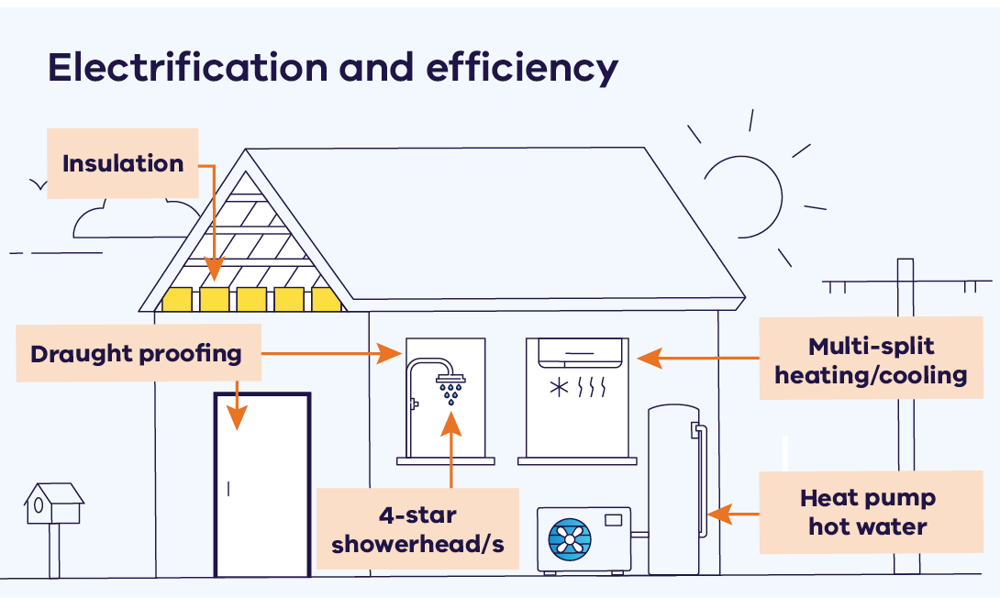 Electrification and efficiency
Insulation
Draught proofing
Multi-split
heating/cooling
4-star
showerhead/s
Heat pump
hot water